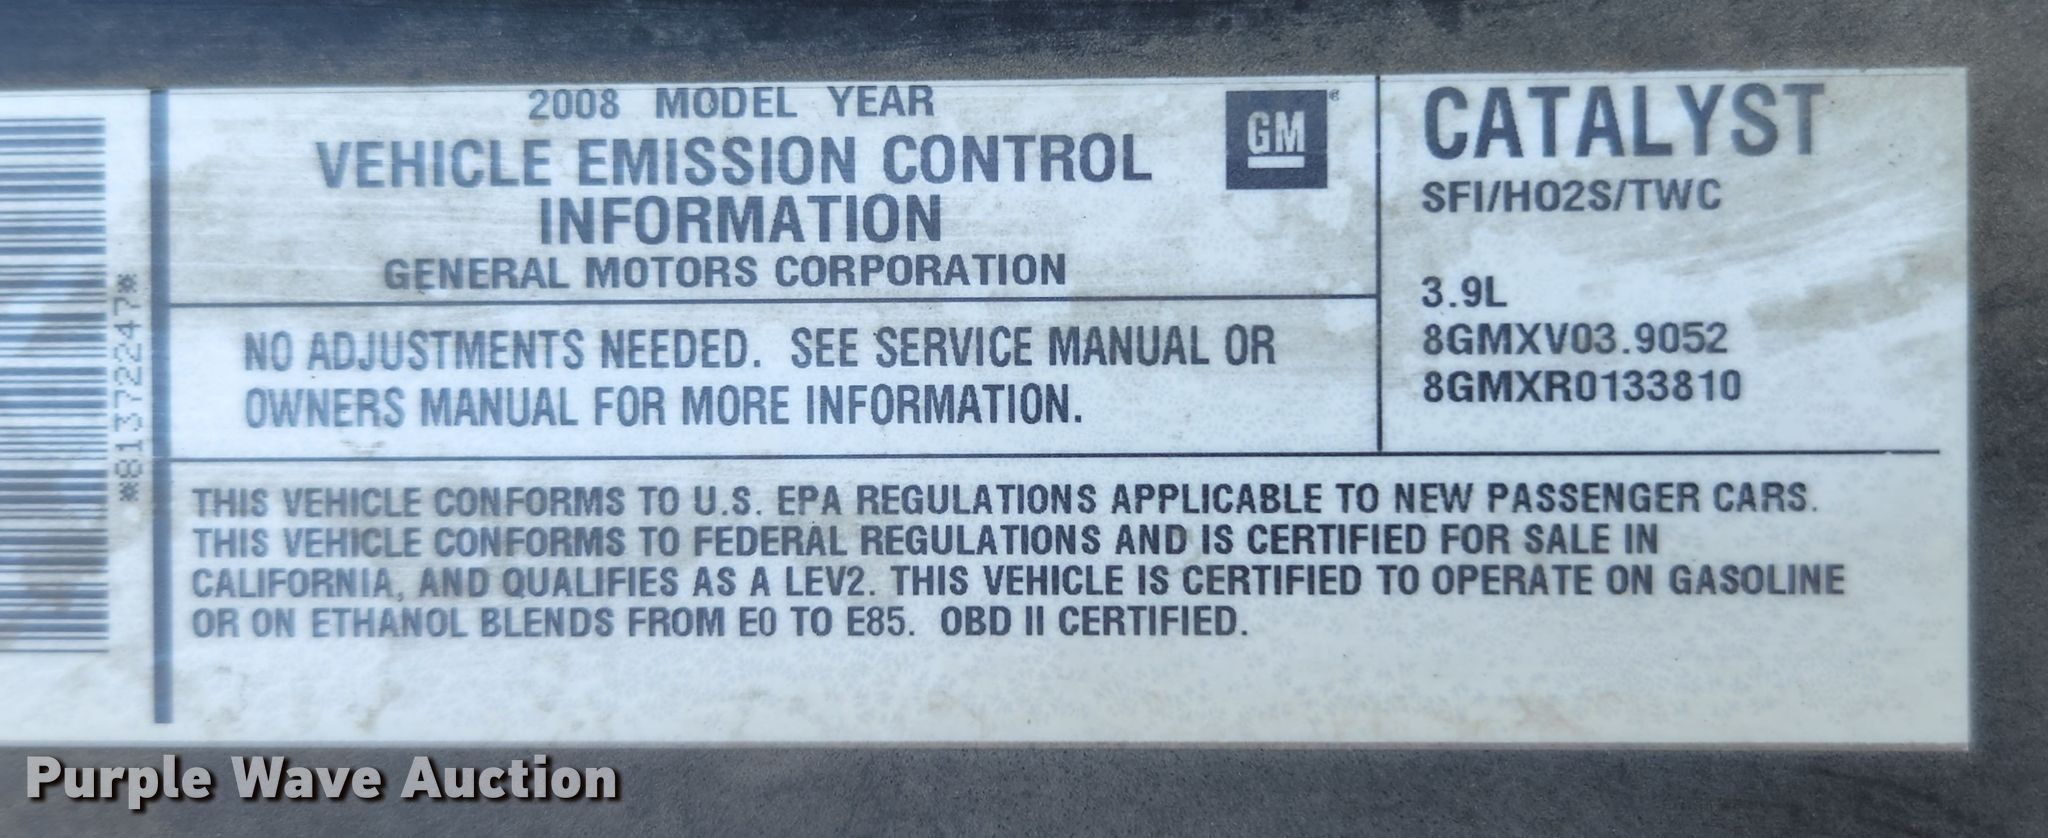 *81372247*
2008 MODEL YEAR
VEHICLE EMISSION CONTROL
INFORMATION
GENERAL MOTORS CORPORATION
GM®
NO ADJUSTMENTS NEEDED. SEE SERVICE MANUAL OR
OWNERS MANUAL FOR MORE INFORMATION.
CATALYST
SFI/HO2S/TWC
3.9L
8GMXV03.9052
8GMXR0133810
THIS VEHICLE CONFORMS TO U.S. EPA REGULATIONS APPLICABLE TO NEW PASSENGER CARS.
THIS VEHICLE CONFORMS TO FEDERAL REGULATIONS AND IS CERTIFIED FOR SALE IN
CALIFORNIA, AND QUALIFIES AS A LEV2. THIS VEHICLE IS CERTIFIED TO OPERATE ON GASOLINE
OR ON ETHANOL BLENDS FROM E0 TO E85. OBD II CERTIFIED.
Purple Wave Auction